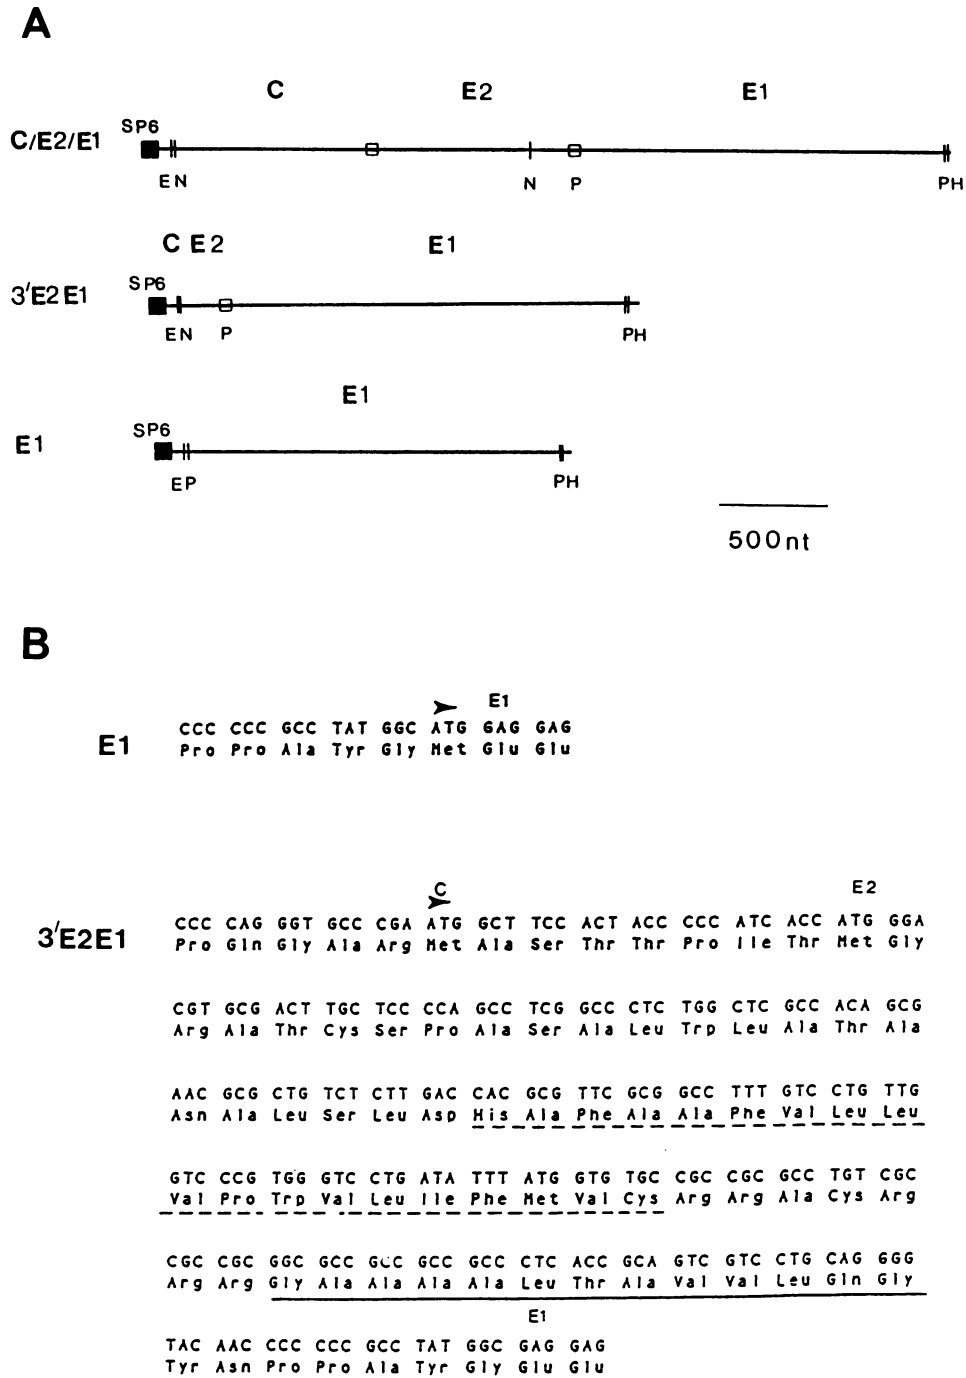 A
C E2 E1
C/E2/E1 SP6
EN N P PH
C E2 E1
3'E2E1 SP6
EN P PH
E1
E1 SP6
EP PH
500nt
B
E1
CCC CCC GCC TAT GGC ATG GAG GAG
E1 Pro Pro Ala Tyr Gly Met Glu Glu
C E2
CCC CAG GGT GCC CGA ATG GCT TCC ACT ACC CCC ATC ACC ATG GGA
3'E2E1 Pro Gln Gly Ala Arg Met Ala Ser Thr Thr Pro Ile Thr Met Gly
CGT GCG ACT TGC TCC CCA GCC TCG GCC CTC TGG CTC GCC ACA GCG
Arg Ala Thr Cys Ser Pro Ala Ser Ala Leu Trp Leu Ala Thr Ala
AAC GCG CTG TCT CTT GAC CAC GCG TTC GCG GCC TTT GTC CTG TTG
Asn Ala Leu Ser Leu Asp His Ala Phe Ala Ala Phe Val Leu Leu
GTC CCG TGG GTC CTG ATA TTT ATG GTG TGC CGC CGC GCC TGT CGC
Val Pro Trp Val Leu Ile Phe Met Val Cys Arg Arg Ala Cys Arg
CGC CGC GGC GCC GCC GCC GCC CTC ACC GCA GTC GTC CTG CAG GGG
Arg Arg Gly Ala Ala Ala Ala Leu Thr Ala Val Val Leu Gln Gly
E1
TAC AAC CCC CCC GCC TAT GGC GAG GAG
Tyr Asn Pro Pro Ala Tyr Gly Glu Glu